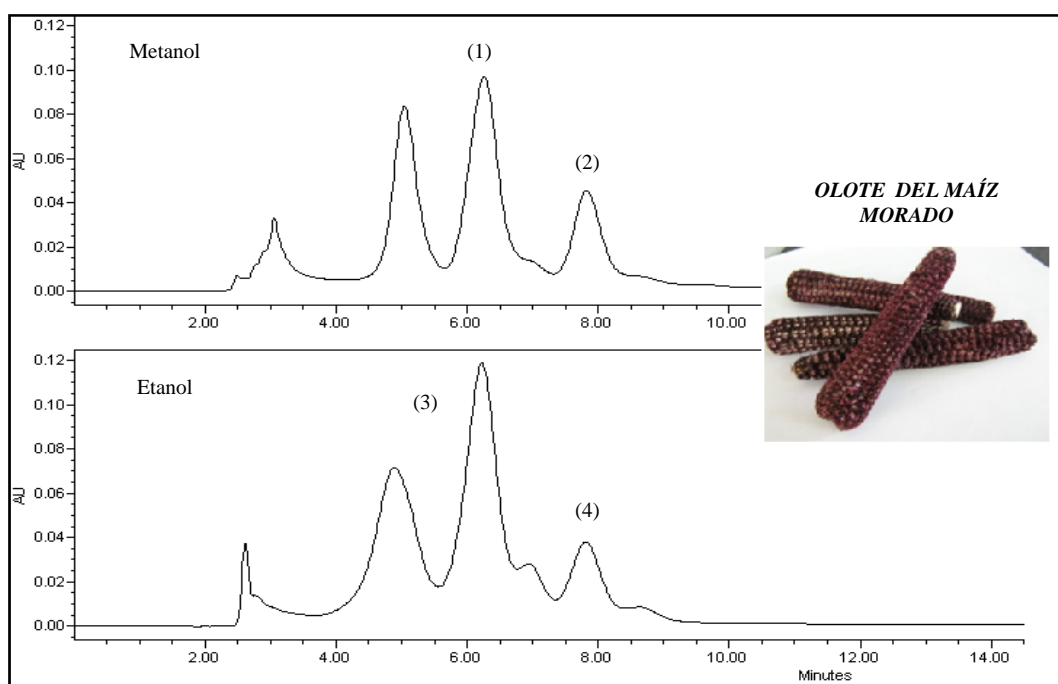 0.12
Metanol
(1)
0.10
0.08
AU
0.06
(2)
0.04
0.02
0.00
2.00 4.00 6.00 8.00 10.00
OLOTE DEL MAÍZ
MORADO
0.12
Etanol
(3)
0.10
0.08
AU
0.06
(4)
0.04
0.02
0.00
2.00 4.00 6.00 8.00 10.00 12.00 14.00
Minutes